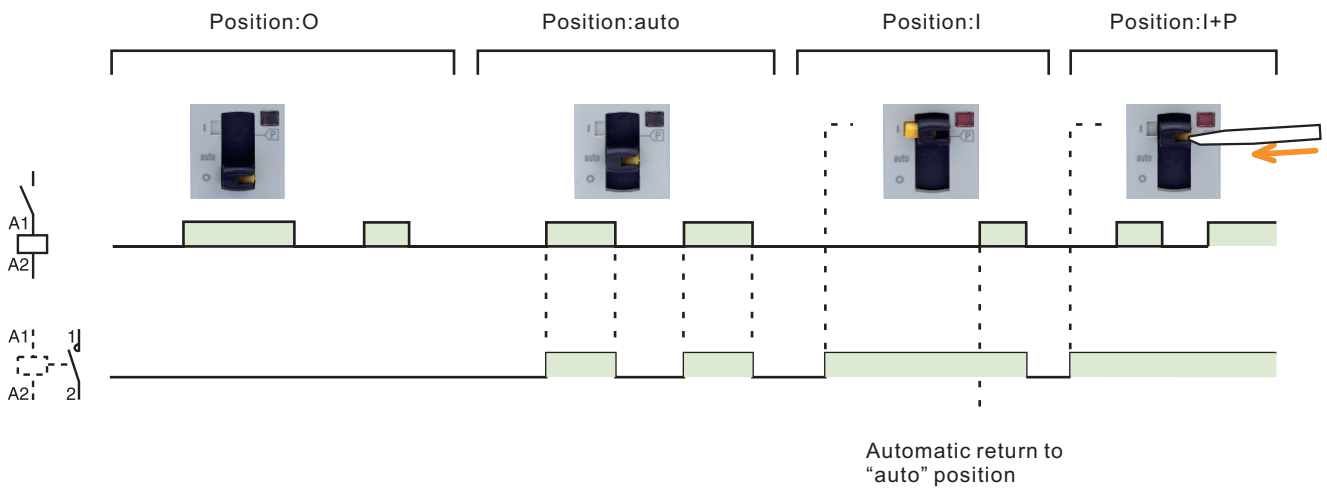 Position:O
Position:auto
Position:I
Position:I+P
I
P
auto
O
I
P
auto
O
I
P
auto
O
I
P
auto
O
A1
A2
A1
1
A2
2
Automatic return to
“auto” position